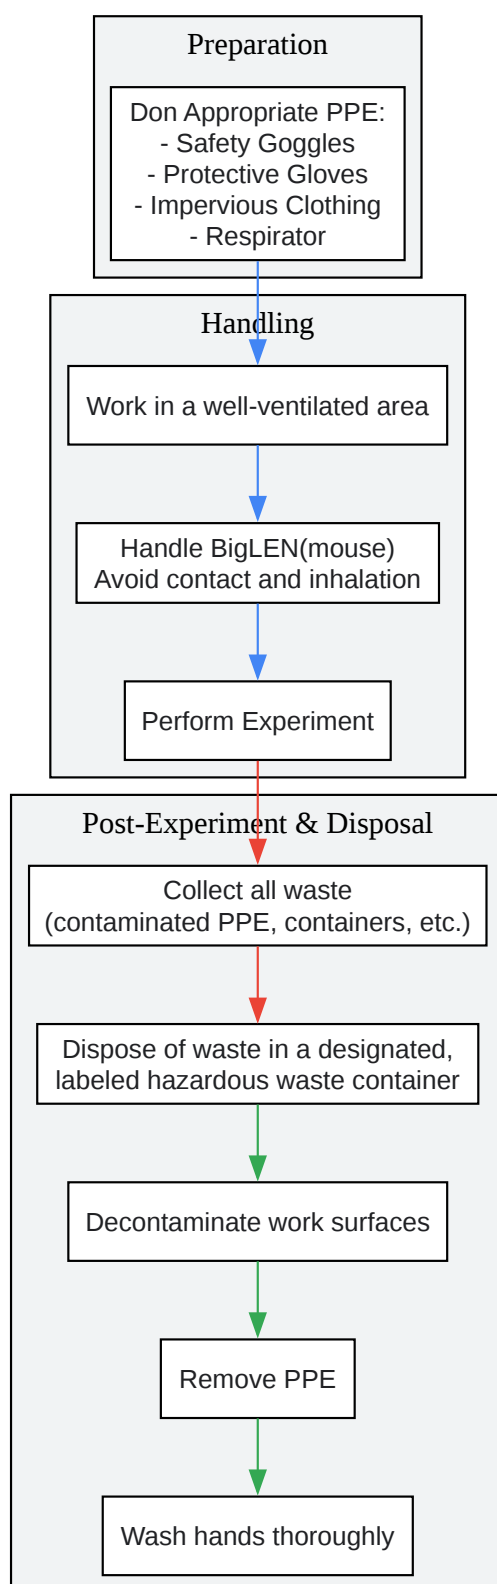 Preparation
Don Appropriate PPE:
- Safety Goggles
- Protective Gloves
- Impervious Clothing
- Respirator
Handling
Work in a well-ventilated area
Handle BigLEN(mouse)
Avoid contact and inhalation
Perform Experiment
Post-Experiment & Disposal
Collect all waste
(contaminated PPE, containers, etc.)
Dispose of waste in a designated,
labeled hazardous waste container
Decontaminate work surfaces
Remove PPE
Wash hands thoroughly